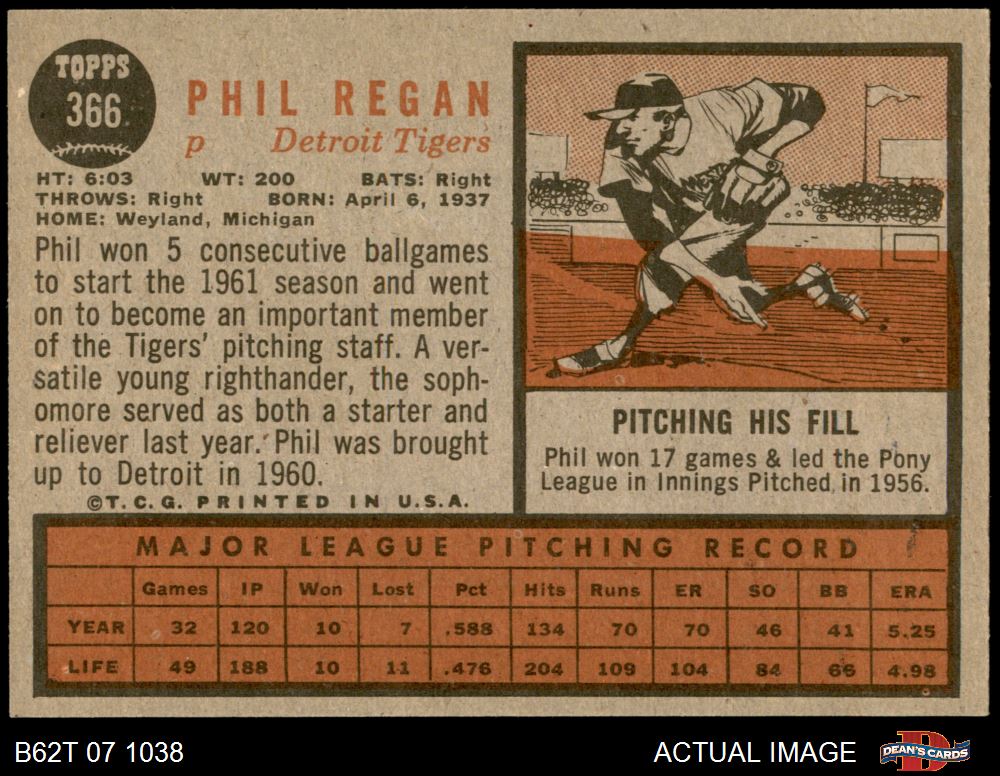 TOPPS
366
PHIL REGAN
p Detroit Tigers
HT: 6:03 WT: 200 BATS: Right
THROWS: Right BORN: April 6, 1937
HOME: Weyland, Michigan
Phil won 5 consecutive ballgames
to start the 1961 season and went
on to become an important member
of the Tigers' pitching staff. A ver-
satile young righthander, the soph-
omore served as both a starter and
reliever last year. Phil was brought
up to Detroit in 1960.
©T.C.G. PRINTED IN U.S.A.
PITCHING HIS FILL
Phil won 17 games & led the Pony
League in Innings Pitched in 1956.
MAJOR LEAGUE PITCHING RECORD
Games IP Won Lost Pct Hits Runs ER SO BB ERA
YEAR 32 120 10 7 .588 134 70 70 46 41 5.25
LIFE 49 188 10 11 .476 204 109 104 84 66 4.98
B62T 07 1038 ACTUAL IMAGE DEAN'S CARDS